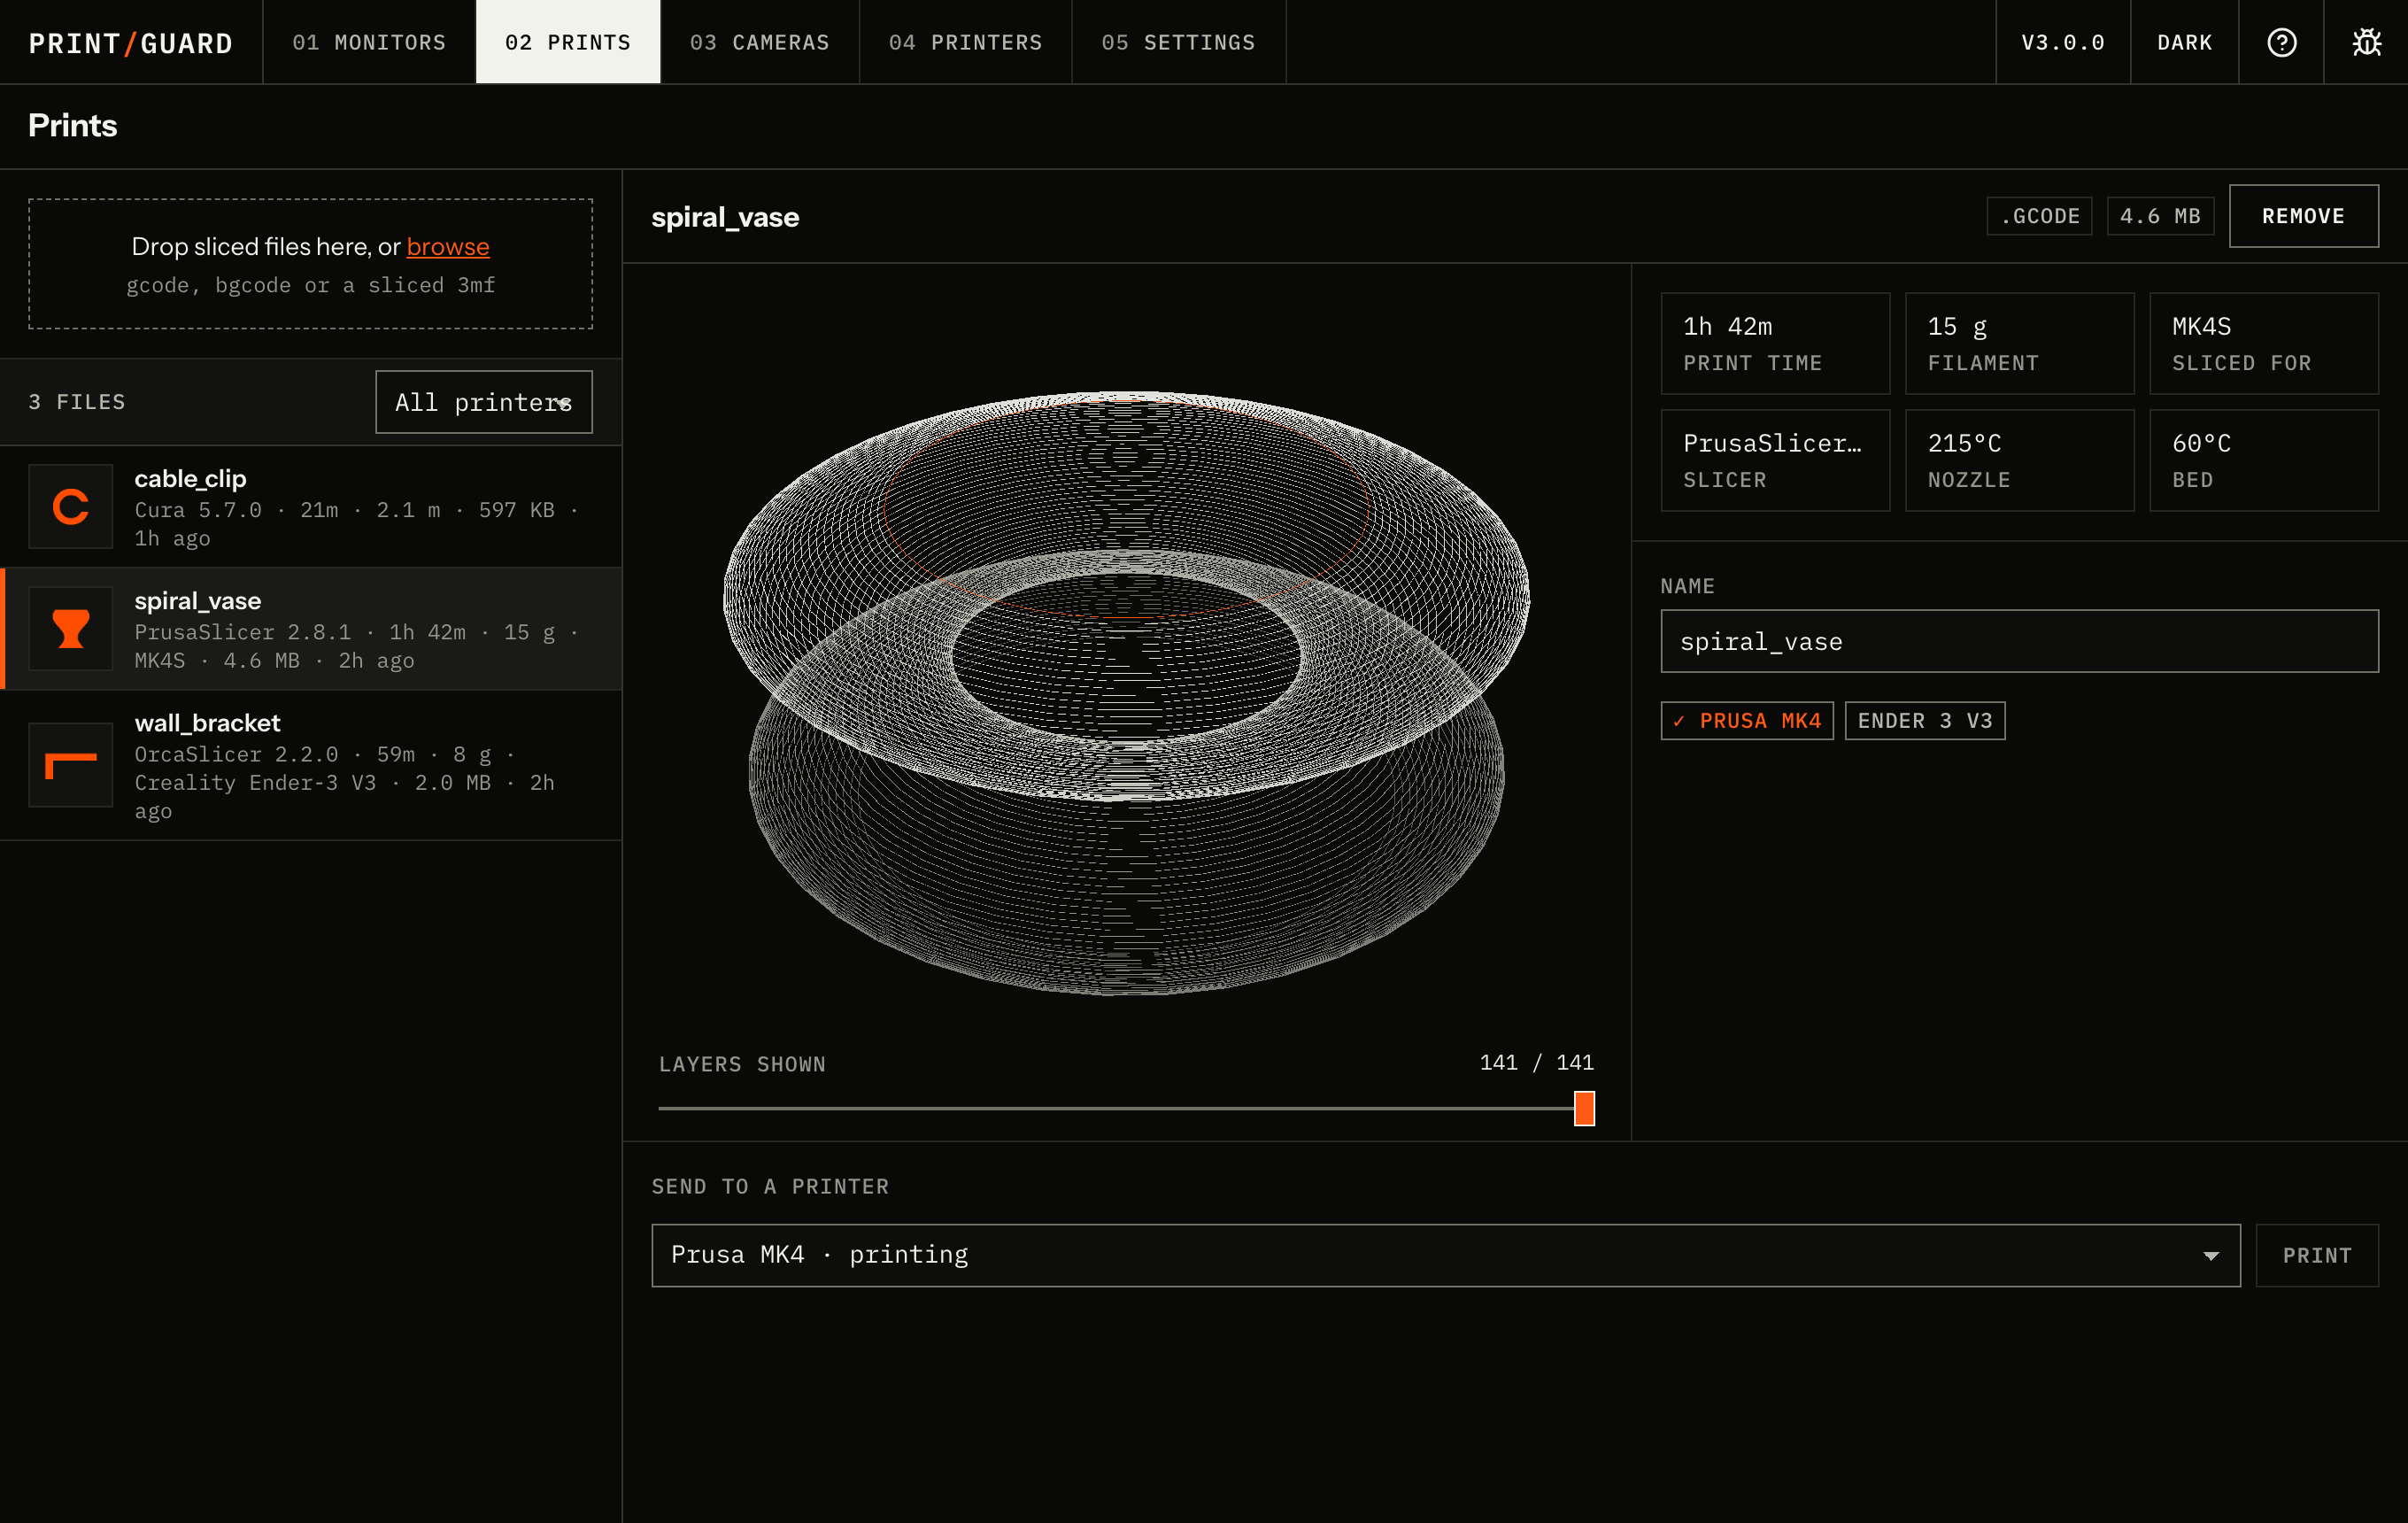 PRINT/GUARD
01 MONITORS
02 PRINTS
03 CAMERAS
04 PRINTERS
05 SETTINGS
V3.0.0
DARK
Prints
Drop sliced files here, or browse
gcode, bgcode or a sliced 3mf
3 FILES
All printers
cable_clip
Cura 5.7.0 · 21m · 2.1 m · 597 KB ·
1h ago
spiral_vase
PrusaSlicer 2.8.1 · 1h 42m · 15 g ·
MK4S · 4.6 MB · 2h ago
wall_bracket
OrcaSlicer 2.2.0 · 59m · 8 g ·
Creality Ender-3 V3 · 2.0 MB · 2h
ago
spiral_vase
.GCODE
4.6 MB
REMOVE
1h 42m
PRINT TIME
15 g
FILAMENT
MK4S
SLICED FOR
PrusaSlicer…
SLICER
215°C
NOZZLE
60°C
BED
NAME
spiral_vase
✓ PRUSA MK4
ENDER 3 V3
LAYERS SHOWN
141 / 141
SEND TO A PRINTER
Prusa MK4 · printing
PRINT